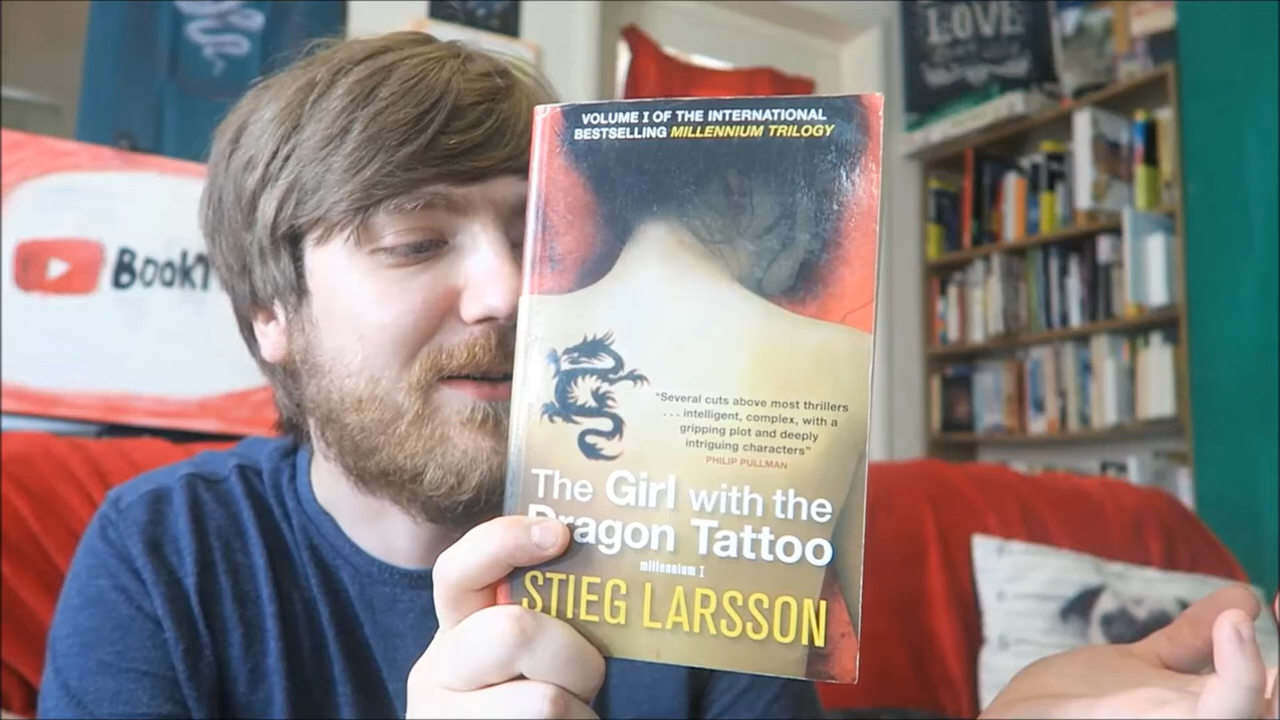 LOVE
BookT
VOLUME I OF THE INTERNATIONAL
BESTSELLING MILLENNIUM TRILOGY
"Several cuts above most thrillers
. . . intelligent, complex, with a
gripping plot and deeply
intriguing characters"
PHILIP PULLMAN
The Girl with the
Dragon Tattoo
millennium I
STIEG LARSSON